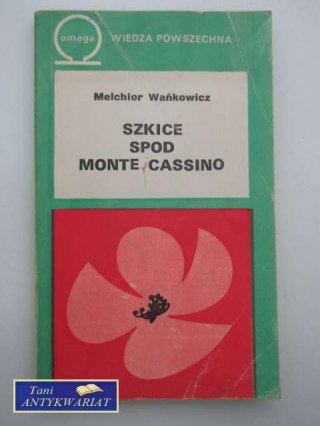 omega WIEDZA POWSZECHNA
Melchior Wańkowicz
SZKICE
SPOD
MONTE CASSINO
Tani
ANTYKWARIAT